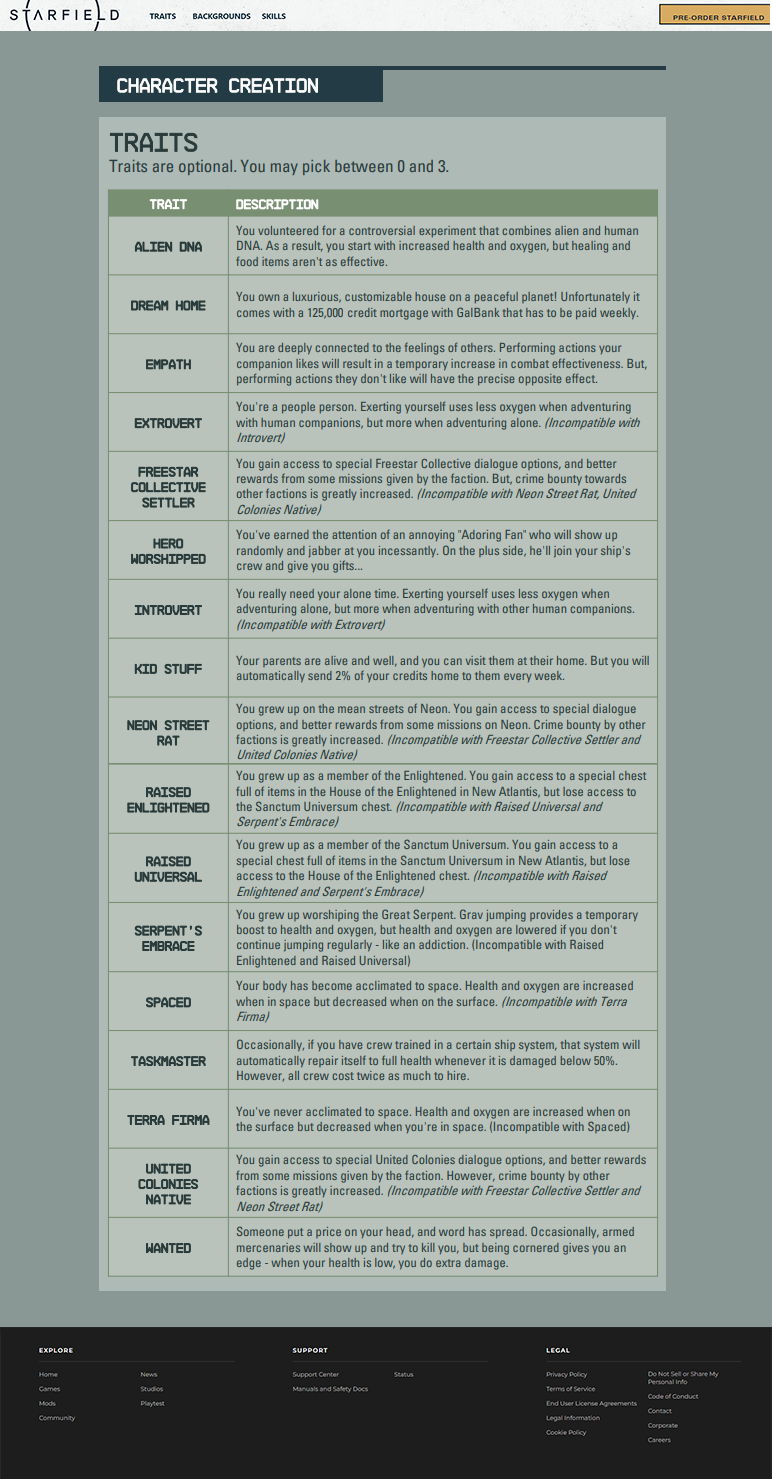 STARFIELD
TRAITS BACKGROUNDS SKILLS
PRE-ORDER STARFIELD
CHARACTER CREATION
TRAITS
Traits are optional. You may pick between 0 and 3.
TRAIT DESCRIPTION
ALIEN DNA
You volunteered for a controversial experiment that combines alien and human
DNA. As a result, you start with increased health and oxygen, but healing and
food items aren't as effective.
DREAM HOME
You own a luxurious, customizable house on a peaceful planet! Unfortunately it
comes with a 125,000 credit mortgage with GalBank that has to be paid weekly.
EMPATH
You are deeply connected to the feelings of others. Performing actions your
companion likes will result in a temporary increase in combat effectiveness. But,
performing actions they don't like will have the precise opposite effect.
EXTROVERT
You're a people person. Exerting yourself uses less oxygen when adventuring
with human companions, but more when adventuring alone. (Incompatible with
Introvert)
FREESTAR
COLLECTIVE
SETTLER
You gain access to special Freestar Collective dialogue options, and better
rewards from some missions given by the faction. But, crime bounty towards
other factions is greatly increased. (Incompatible with Neon Street Rat, United
Colonies Native)
HERO
WORSHIPPED
You've earned the attention of an annoying "Adoring Fan" who will show up
randomly and jabber at you incessantly. On the plus side, he'll join your ship's
crew and give you gifts...
INTROVERT
You really need your alone time. Exerting yourself uses less oxygen when
adventuring alone, but more when adventuring with other human companions.
(Incompatible with Extrovert)
KID STUFF
Your parents are alive and well, and you can visit them at their home. But you will
automatically send 2% of your credits home to them every week.
NEON STREET
RAT
You grew up on the mean streets of Neon. You gain access to special dialogue
options, and better rewards from some missions on Neon. Crime bounty by other
factions is greatly increased. (Incompatible with Freestar Collective Settler and
United Colonies Native)
RAISED
ENLIGHTENED
You grew up as a member of the Enlightened. You gain access to a special chest
full of items in the House of the Enlightened in New Atlantis, but lose access to
the Sanctum Universum chest. (Incompatible with Raised Universal and
Serpent's Embrace)
RAISED
UNIVERSAL
You grew up as a member of the Sanctum Universum. You gain access to a
special chest full of items in the Sanctum Universum in New Atlantis, but lose
access to the House of the Enlightened chest. (Incompatible with Raised
Enlightened and Serpent's Embrace)
SERPENT'S
EMBRACE
You grew up worshiping the Great Serpent. Grav jumping provides a temporary
boost to health and oxygen, but health and oxygen are lowered if you don't
continue jumping regularly - like an addiction. (Incompatible with Raised
Enlightened and Raised Universal)
SPACED
Your body has become acclimated to space. Health and oxygen are increased
when in space but decreased when on the surface. (Incompatible with Terra
Firma)
TASKMASTER
Occasionally, if you have crew trained in a certain ship system, that system will
automatically repair itself to full health whenever it is damaged below 50%.
However, all crew cost twice as much to hire.
TERRA FIRMA
You've never acclimated to space. Health and oxygen are increased when on
the surface but decreased when you're in space. (Incompatible with Spaced)
UNITED
COLONIES
NATIVE
You gain access to special United Colonies dialogue options, and better rewards
from some missions given by the faction. However, crime bounty by other
factions is greatly increased. (Incompatible with Freestar Collective Settler and
Neon Street Rat)
WANTED
Someone put a price on your head, and word has spread. Occasionally, armed
mercenaries will show up and try to kill you, but being cornered gives you an
edge - when your health is low, you do extra damage.
EXPLORE
Home
Games
Mods
Community
News
Studios
Playtest
SUPPORT
Support Center
Manuals and Safety Docs
Status
LEGAL
Privacy Policy
Terms of Service
End User License Agreements
Legal Information
Cookie Policy
Do Not Sell or Share My
Personal Info
Code of Conduct
Contact
Corporate
Careers